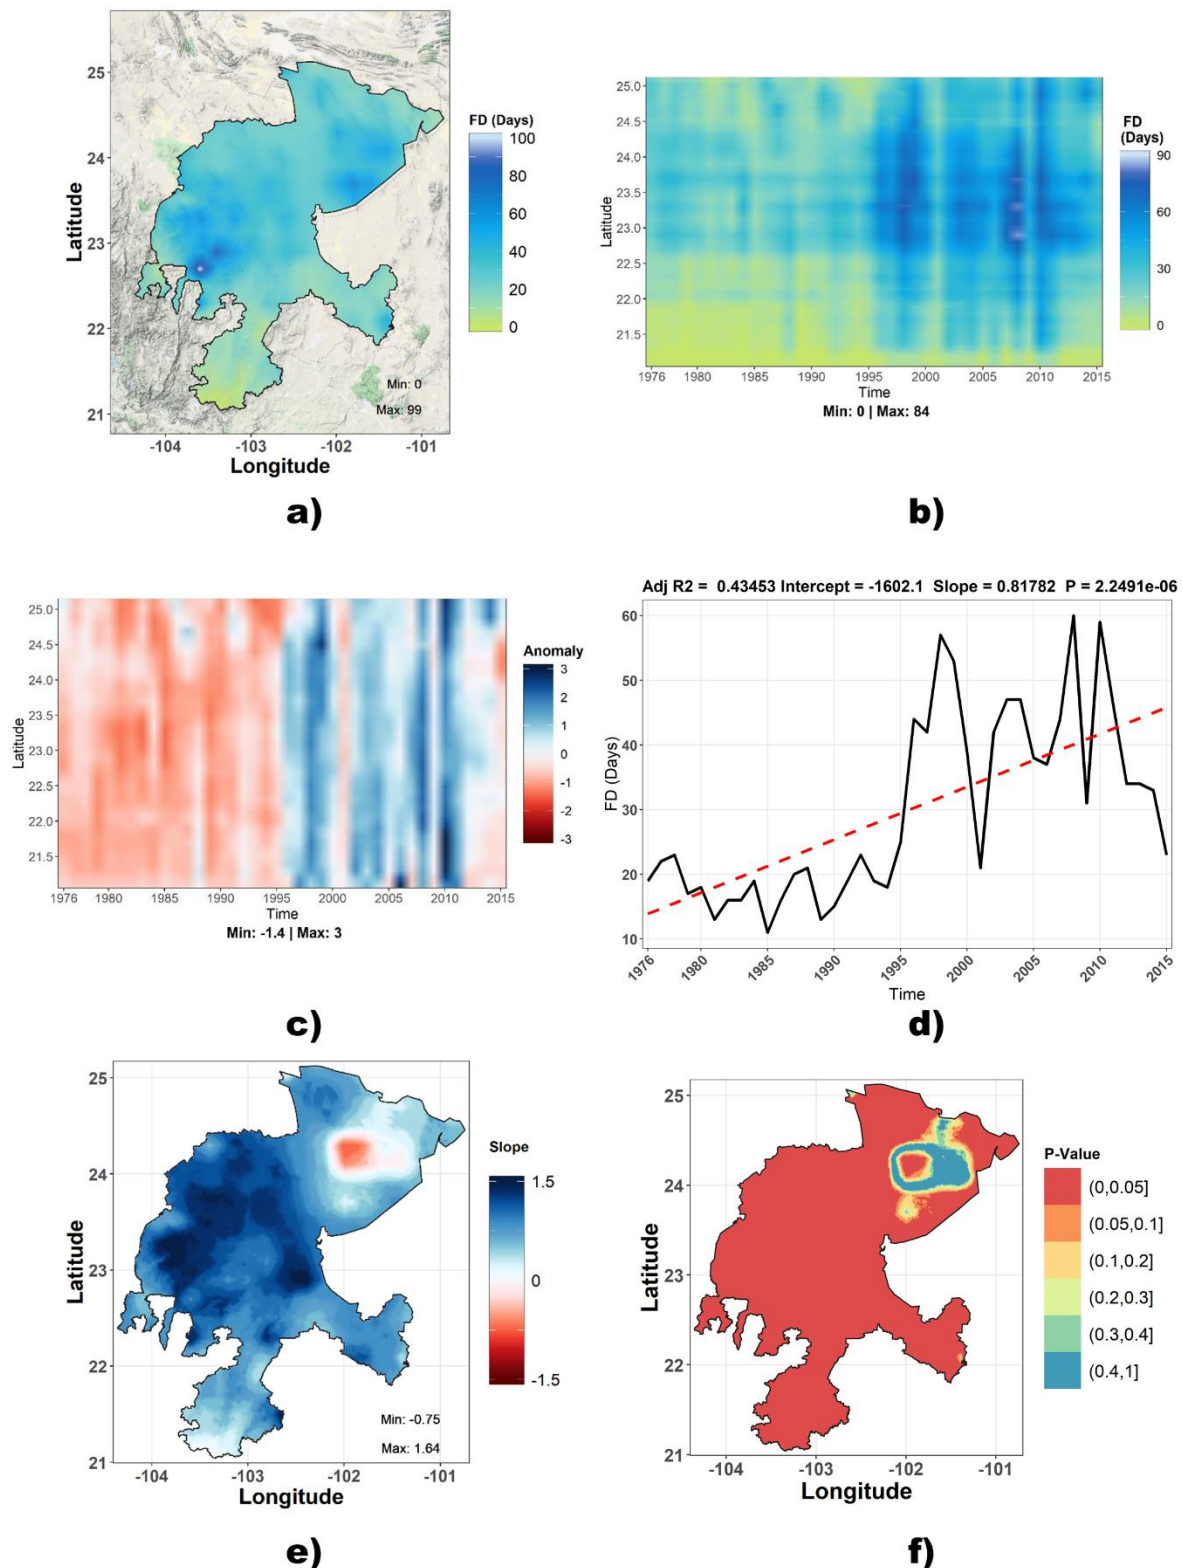 25
24
23
22
21
Latitude
-104 -103 -102 -101
Longitude
FD (Days)
100
80
60
40
20
0
Min: 0
Max: 99
a)
25.0
24.5
24.0
23.5
23.0
22.5
22.0
21.5
Latitude
1976 1980 1985 1990 1995 2000 2005 2010 2015
Time
Min: 0 | Max: 84
FD
(Days)
90
60
30
0
b)
25.0
24.5
24.0
23.5
23.0
22.5
22.0
21.5
Latitude
1976 1980 1985 1990 1995 2000 2005 2010 2015
Time
Min: -1.4 | Max: 3
Anomaly
3
2
1
0
-1
-2
-3
c)
Adj R2 = 0.43453 Intercept = -1602.1 Slope = 0.81782 P = 2.2491e-06
60
50
40
30
20
10
FD (Days)
1976 1980 1985 1990 1995 2000 2005 2010 2015
Time
d)
25
24
23
22
21
Latitude
-104 -103 -102 -101
Longitude
Slope
1.5
0
-1.5
Min: -0.75
Max: 1.64
e)
25
24
23
22
21
Latitude
-104 -103 -102 -101
Longitude
P-Value
(0,0.05]
(0.05,0.1]
(0.1,0.2]
(0.2,0.3]
(0.3,0.4]
(0.4,1]
f)